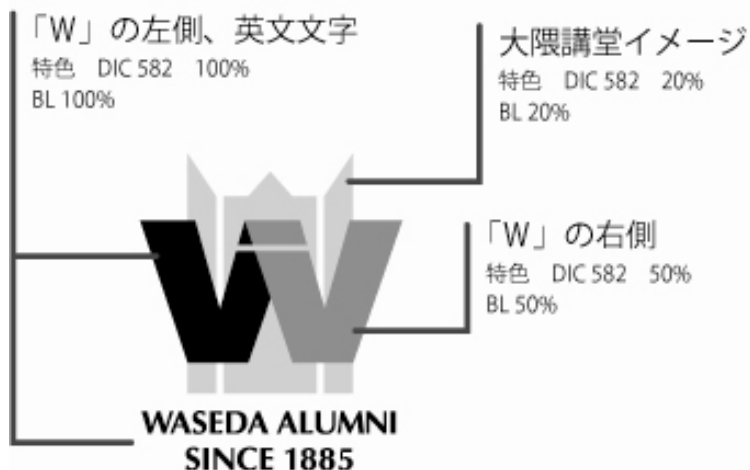 「W」の左側、英文文字
特色 DIC 582 100%
BL 100%
大隈講堂イメージ
特色 DIC 582 20%
BL 20%
「W」の右側
特色 DIC 582 50%
BL 50%
W
WASEDA ALUMNI
SINCE 1885